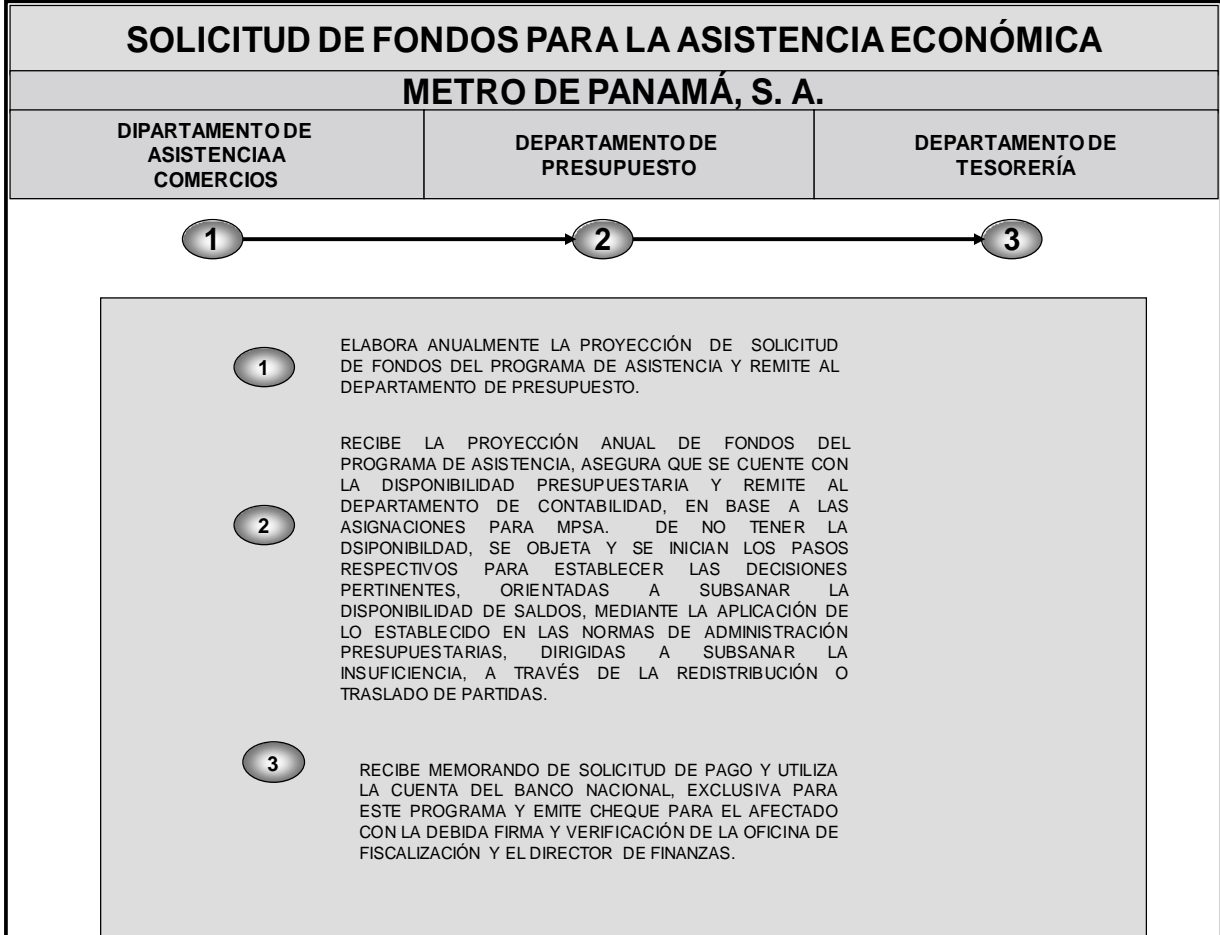 SOLICITUD DE FONDOS PARA LA ASISTENCIA ECONÓMICA
METRO DE PANAMÁ, S. A.
DIPARTAMENTO DE
ASISTENCIAA
COMERCIOS
DEPARTAMENTO DE
PRESUPUESTO
DEPARTAMENTO DE
TESORERÍA
1
2
3
1
ELABORA ANUALMENTE LA PROYECCIÓN DE SOLICITUD
DE FONDOS DEL PROGRAMA DE ASISTENCIA Y REMITE AL
DEPARTAMENTO DE PRESUPUESTO.
2
RECIBE LA PROYECCIÓN ANUAL DE FONDOS DEL
PROGRAMA DE ASISTENCIA, ASEGURA QUE SE CUENTE CON
LA DISPONIBILIDAD PRESUPUESTARIA Y REMITE AL
DEPARTAMENTO DE CONTABILIDAD, EN BASE A LAS
ASIGNACIONES PARA MPSA. DE NO TENER LA
DSIPONIBILDAD, SE OBJETA Y SE INICIAN LOS PASOS
RESPECTIVOS PARA ESTABLECER LAS DECISIONES
PERTINENTES, ORIENTADAS A SUBSANAR LA
DISPONIBILIDAD DE SALDOS, MEDIANTE LA APLICACIÓN DE
LO ESTABLECIDO EN LAS NORMAS DE ADMINISTRACIÓN
PRESUPUESTARIAS, DIRIGIDAS A SUBSANAR LA
INSUFICIENCIA, A TRAVÉS DE LA REDISTRIBUCIÓN O
TRASLADO DE PARTIDAS.
3
RECIBE MEMORANDO DE SOLICITUD DE PAGO Y UTILIZA
LA CUENTA DEL BANCO NACIONAL, EXCLUSIVA PARA
ESTE PROGRAMA Y EMITE CHEQUE PARA EL AFECTADO
CON LA DEBIDA FIRMA Y VERIFICACIÓN DE LA OFICINA DE
FISCALIZACIÓN Y EL DIRECTOR DE FINANZAS.